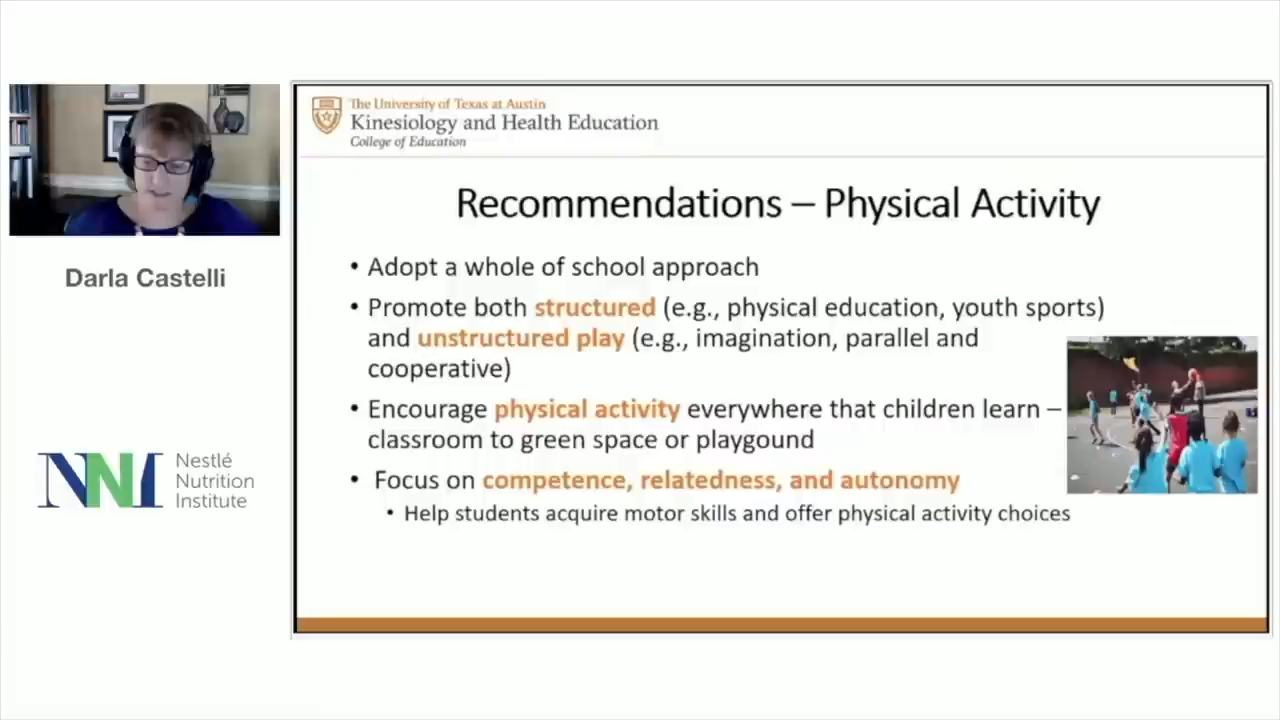 Darla Castelli
NNI Nestlé
Nutrition
Institute
The University of Texas at Austin
Kinesiology and Health Education
College of Education
Recommendations – Physical Activity
• Adopt a whole of school approach
• Promote both structured (e.g., physical education, youth sports)
and unstructured play (e.g., imagination, parallel and
cooperative)
• Encourage physical activity everywhere that children learn –
classroom to green space or playgound
• Focus on competence, relatedness, and autonomy
• Help students acquire motor skills and offer physical activity choices